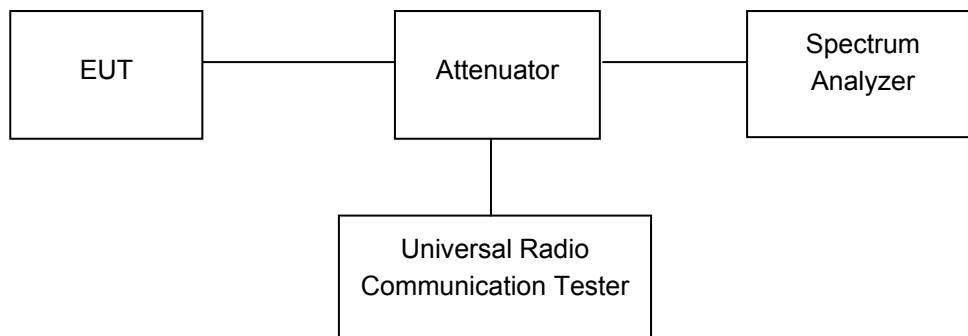 EUT
Attenuator
Spectrum
Analyzer
Universal Radio
Communication Tester